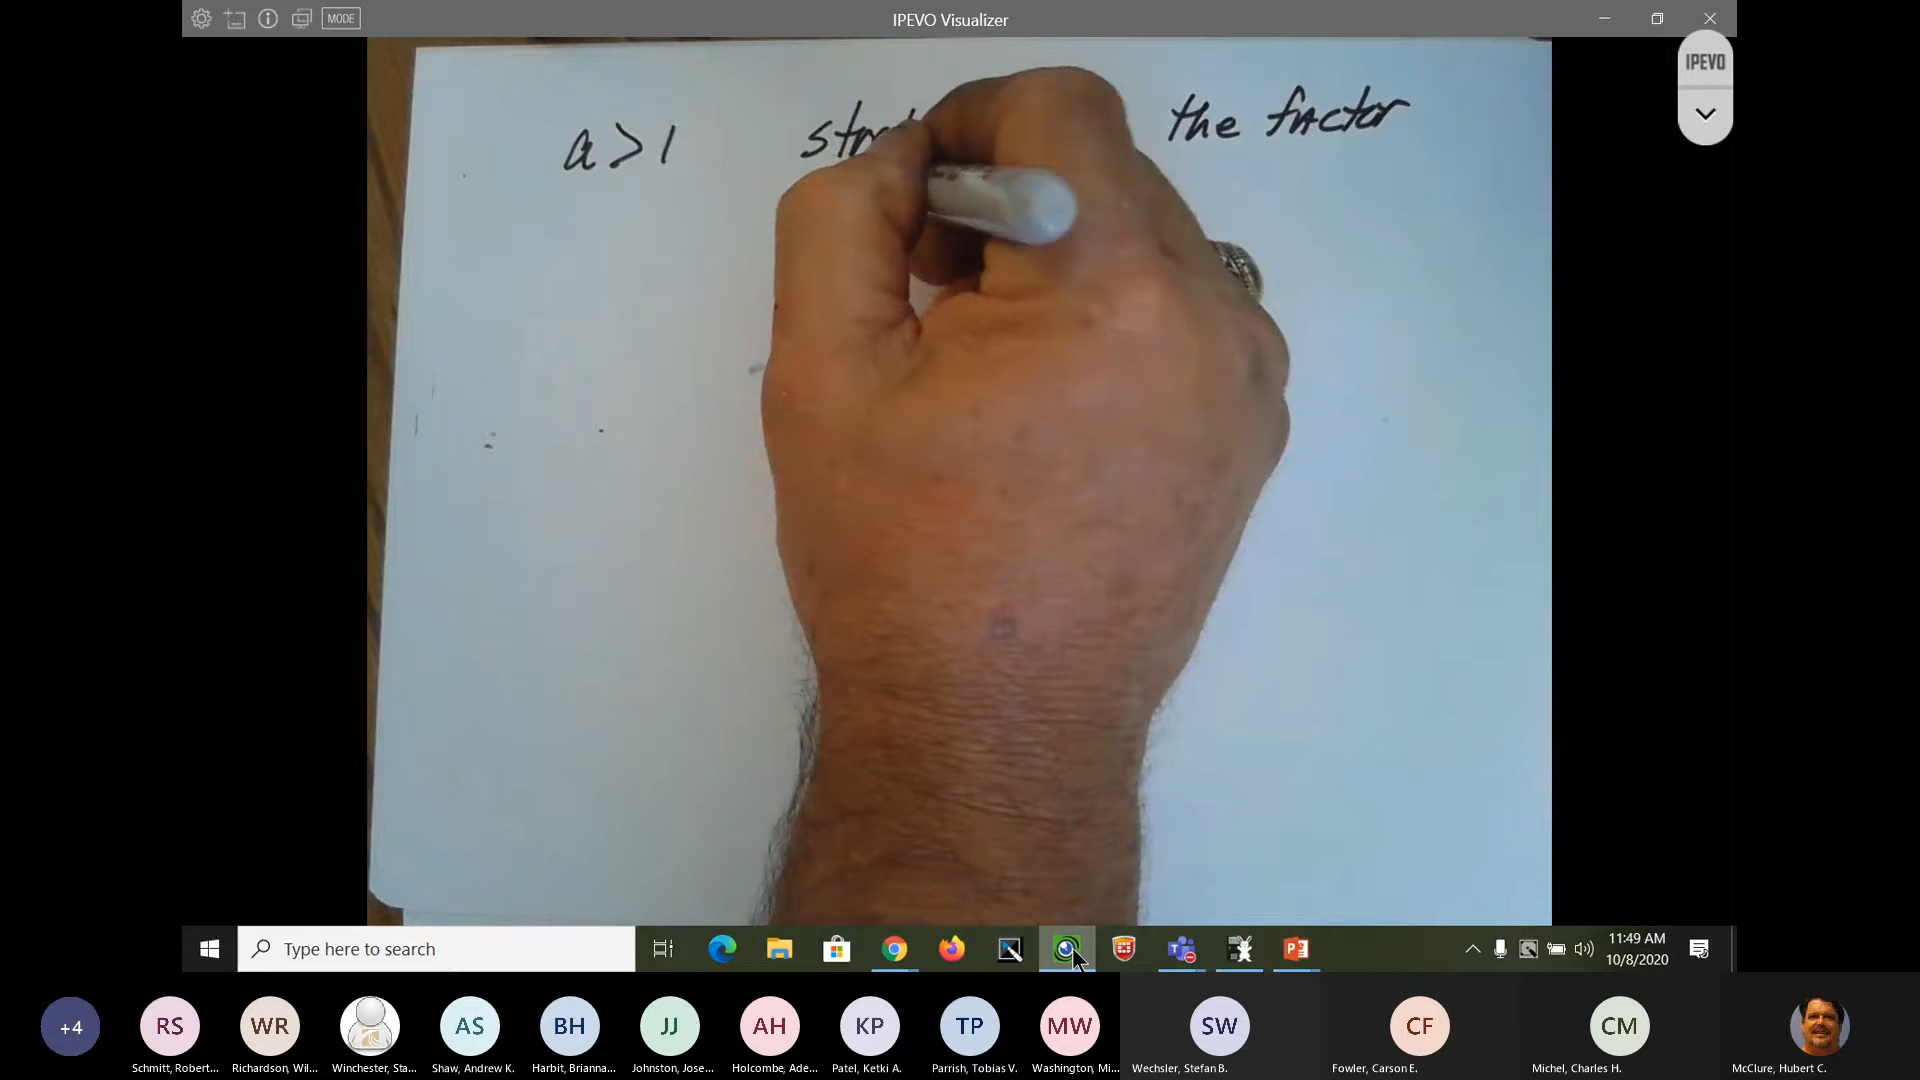 MODE
IPEVO Visualizer
IPEVO
a > 1 the factor
Type here to search
11:49 AM
10/8/2020
+4
RS
WR
AS
BH
JJ
AH
KP
TP
MW
SW
CF
CM
Schmitt, Robert...
Richardson, Wil...
Winchester, Sta...
Shaw, Andrew K.
Harbit, Brianna...
Johnston, Jose...
Holcombe, Ade...
Patel, Ketki A.
Parrish, Tobias V.
Washington, Mi...
Wechsler, Stefan B.
Fowler, Carson E.
Michel, Charles H.
McClure, Hubert C.